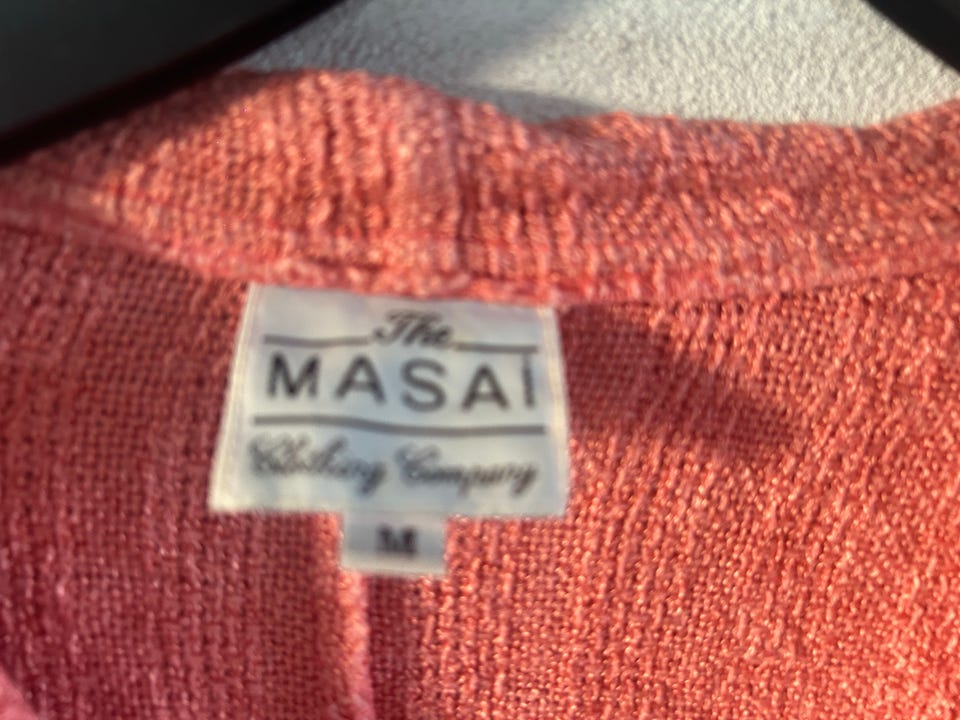 The
MASAI
Clothing Company
M